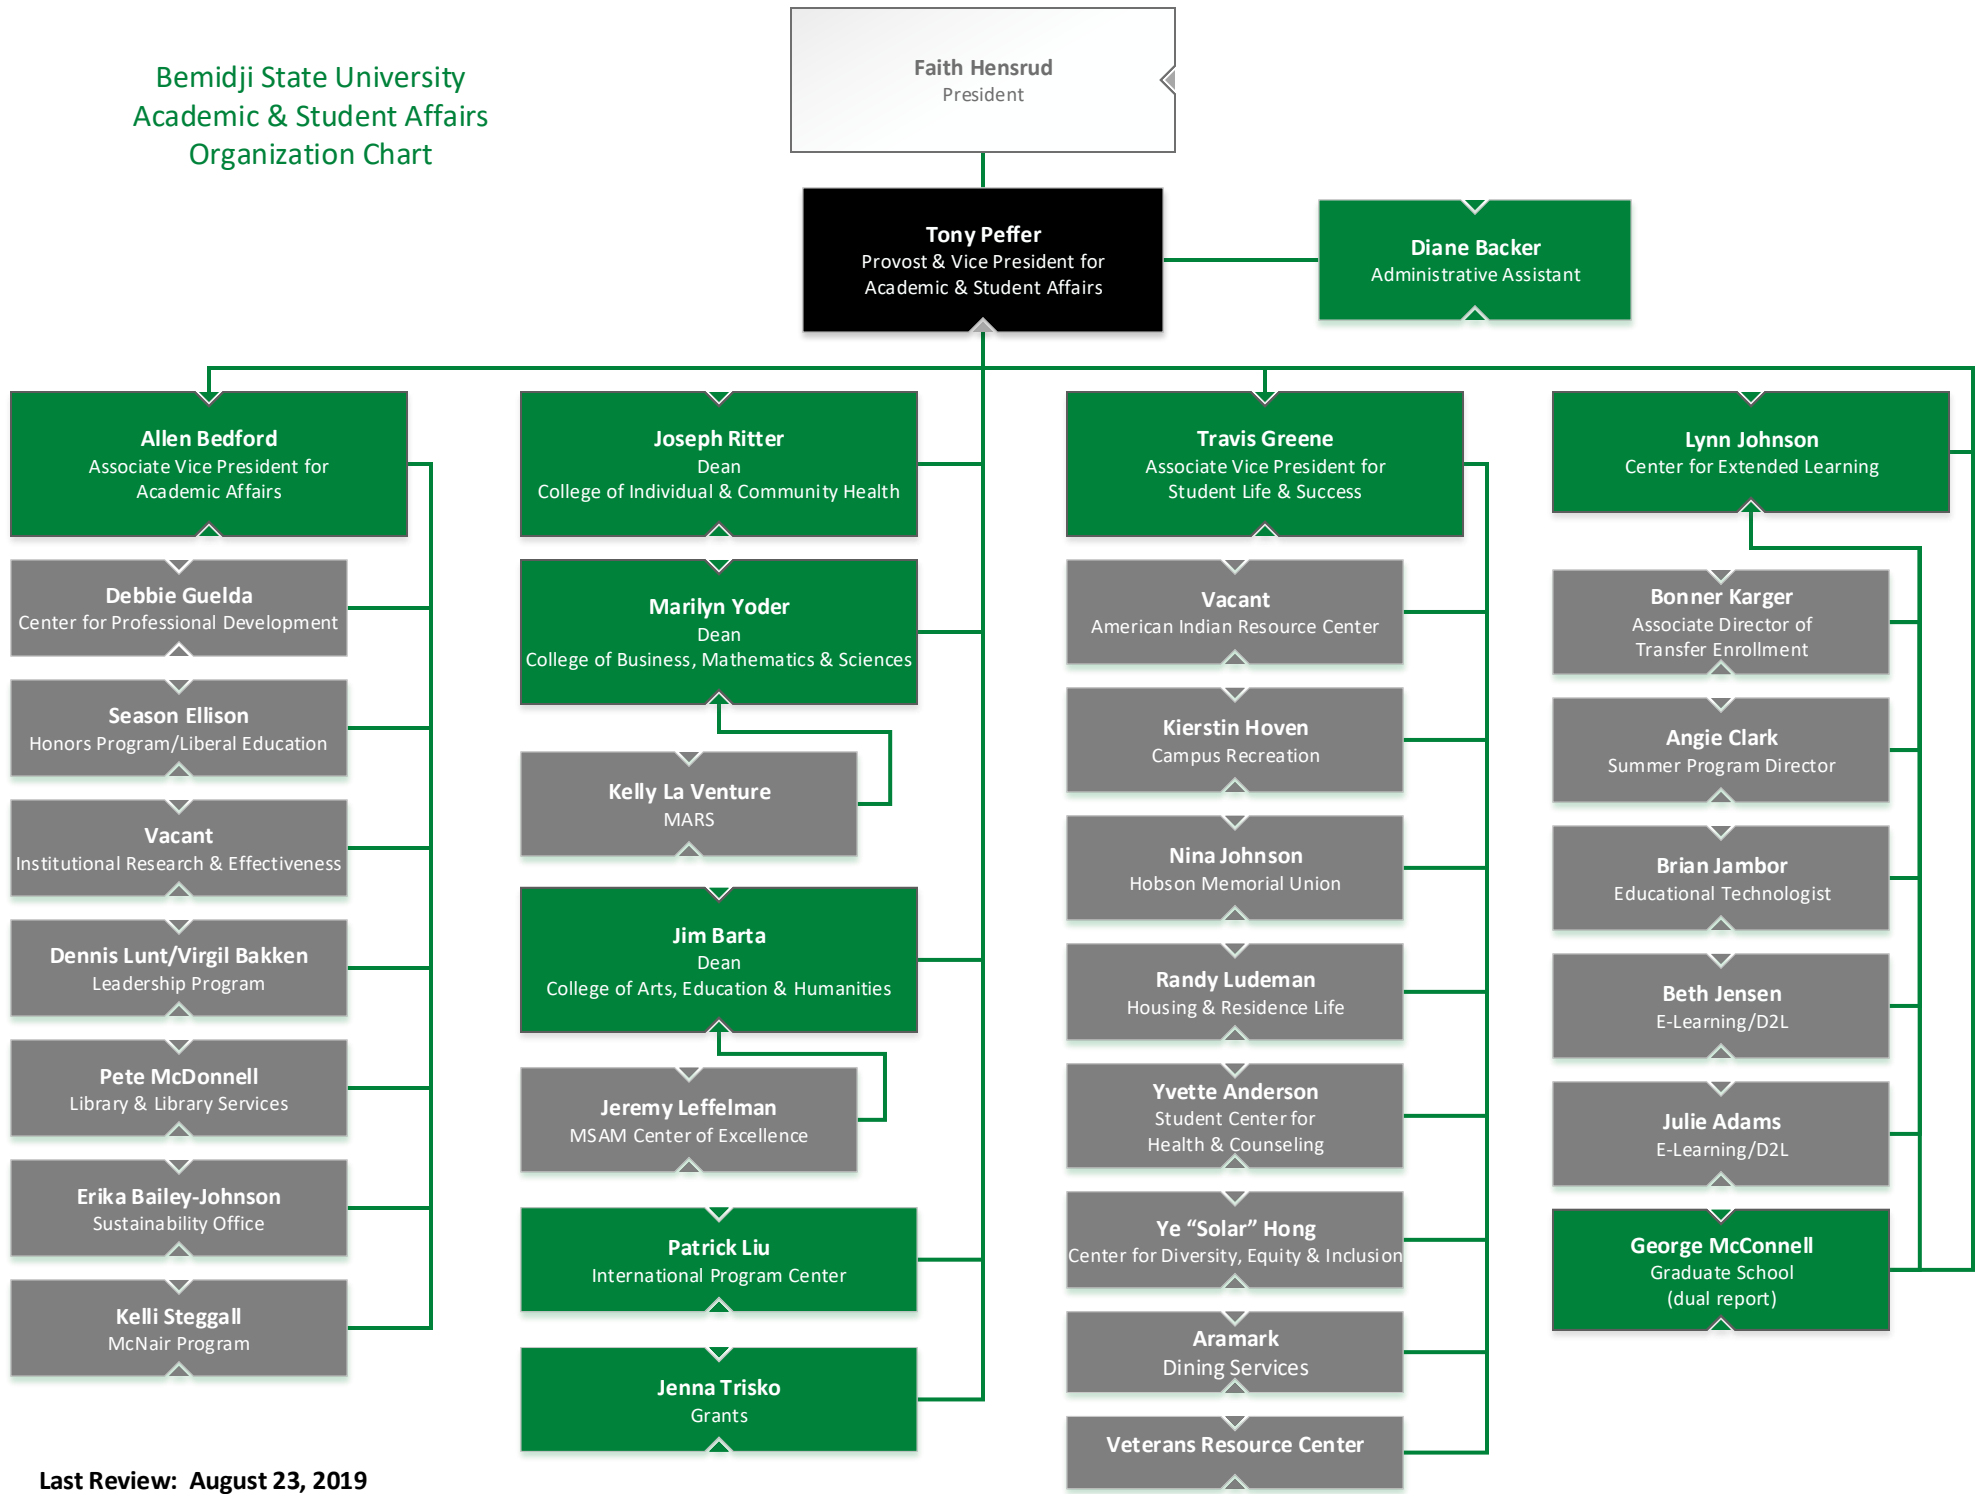 Bemidji State University
Academic & Student Affairs
Organization Chart
Faith Hensrud
President
Tony Peffer
Provost & Vice President for
Academic & Student Affairs
Diane Backer
Administrative Assistant
Allen Bedford
Associate Vice President for
Academic Affairs
Debbie Guelda
Center for Professional Development
Season Ellison
Honors Program/Liberal Education
Vacant
Institutional Research & Effectiveness
Dennis Lunt/Virgil Bakken
Leadership Program
Pete McDonnell
Library & Library Services
Erika Bailey-Johnson
Sustainability Office
Kelli Steggall
McNair Program
Joseph Ritter
Dean
College of Individual & Community Health
Marilyn Yoder
Dean
College of Business, Mathematics & Sciences
Kelly La Venture
MARS
Jim Barta
Dean
College of Arts, Education & Humanities
Jeremy Leffelman
MSAM Center of Excellence
Patrick Liu
International Program Center
Jenna Trisko
Grants
Travis Greene
Associate Vice President for
Student Life & Success
Vacant
American Indian Resource Center
Kierstin Hoven
Campus Recreation
Nina Johnson
Hobson Memorial Union
Randy Ludeman
Housing & Residence Life
Yvette Anderson
Student Center for
Health & Counseling
Ye “Solar” Hong
Center for Diversity, Equity & Inclusion
Aramark
Dining Services
Veterans Resource Center
Lynn Johnson
Center for Extended Learning
Bonner Karger
Associate Director of
Transfer Enrollment
Angie Clark
Summer Program Director
Brian Jambor
Educational Technologist
Beth Jensen
E-Learning/D2L
Julie Adams
E-Learning/D2L
George McConnell
Graduate School
(dual report)
Last Review:  August 23, 2019